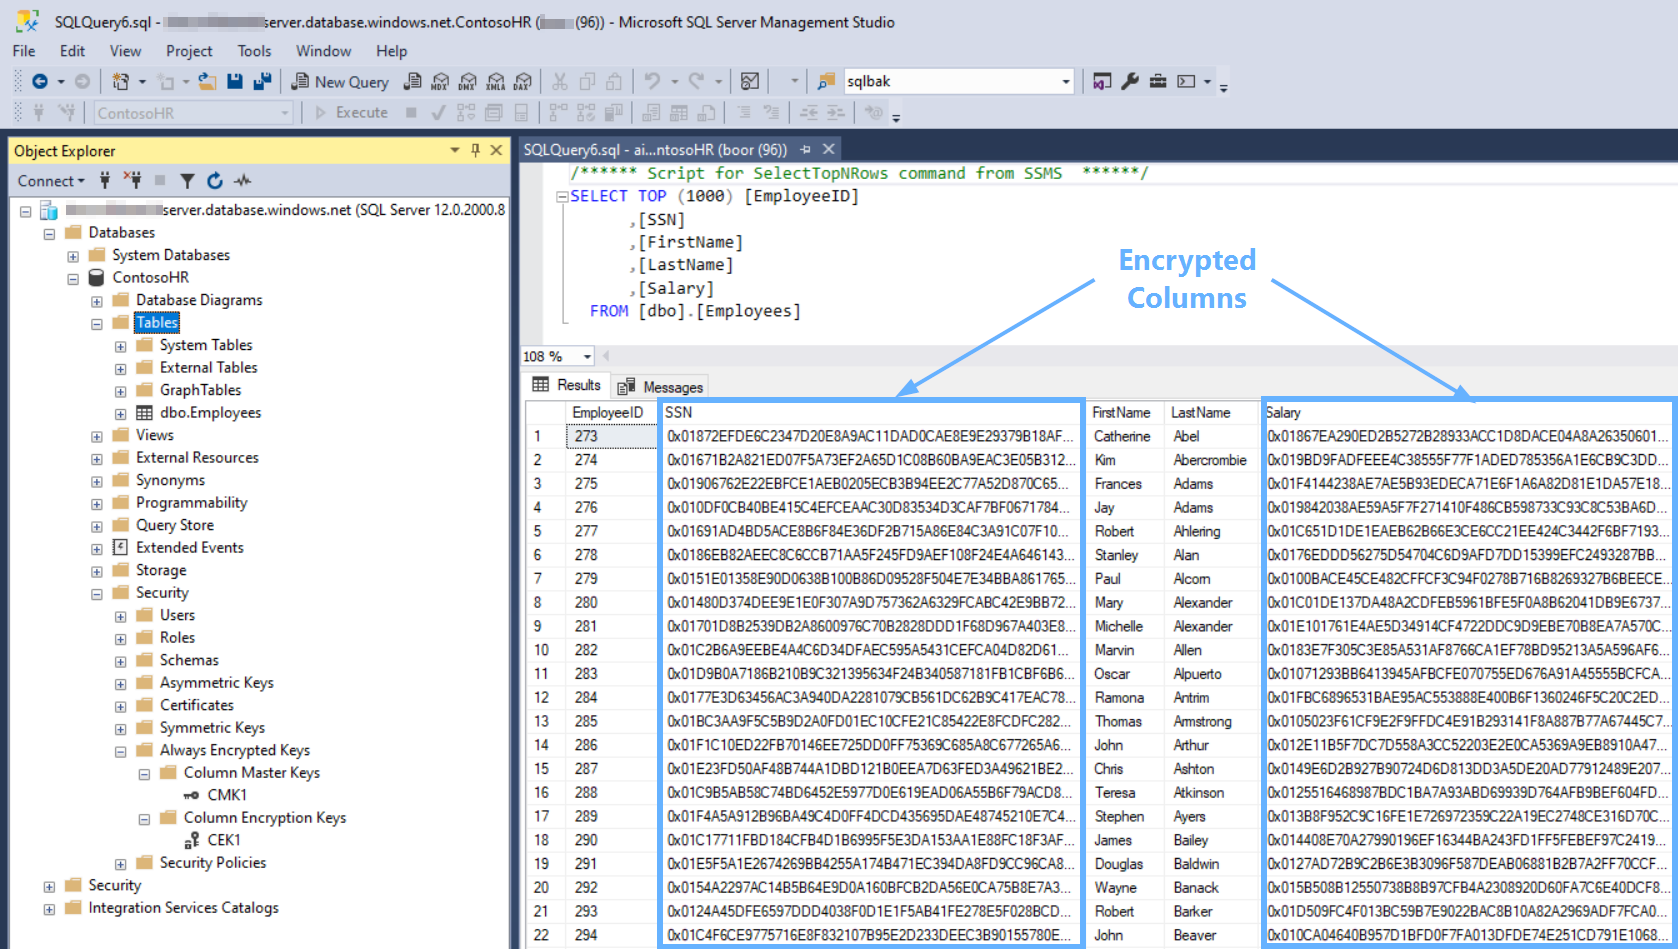 SQLQuery6.sql - server.database.windows.net.ContosoHR ( (96)) - Microsoft SQL Server Management Studio
File Edit View Project Tools Window Help
New Query MDX DMX XMLA DAX sqlbak
ContosoHR Execute
Object Explorer
Connect
server.database.windows.net (SQL Server 12.0.2000.8
Databases
System Databases
ContosoHR
Database Diagrams
Tables
System Tables
External Tables
GraphTables
dbo.Employees
Views
External Resources
Synonyms
Programmability
Query Store
Extended Events
Storage
Security
Users
Roles
Schemas
Asymmetric Keys
Certificates
Symmetric Keys
Always Encrypted Keys
Column Master Keys
CMK1
Column Encryption Keys
CEK1
Security Policies
Security
Integration Services Catalogs
SQLQuery6.sql - ai...ntosoHR (boor (96))
/****** Script for SelectTopNRows command from SSMS ******/
SELECT TOP (1000) [EmployeeID]
,[SSN]
,[FirstName]
,[LastName]
,[Salary]
FROM [dbo].[Employees]
Encrypted
Columns
108 %
Results Messages
EmployeeID SSN FirstName LastName Salary
1 273 0x01872EFDE6C2347D20E8A9AC11DAD0CAE8E9E29379B18AF... Catherine Abel 0x01867EA290ED2B5272B28933ACC1D8DACE04A8A26350601...
2 274 0x01671B2A821ED07F5A73EF2A65D1C08B60BA9EAC3E05B312... Kim Abercrombie 0x019BD9FADFEEE4C38555F77F1ADED785356A1E6CB9C3DD...
3 275 0x01906762E22EBFCE1AEB0205ECB3B94EE2C77A52D870C65... Frances Adams 0x01F4144238AE7AE5B93EDECA71E6F1A6A82D81E1DA57E18...
4 276 0x010DF0CB40BE415C4EFCEAAC30D83534D3CAF7BF0671784... Jay Adams 0x019842038AE59A5F7F271410F486CB598733C93C8C53BA6D...
5 277 0x01691AD4BD5ACE8B6F84E36DF2B715A86E84C3A91C07F10... Robert Ahlering 0x01C651D1DE1EAEB62B66E3CE6CC21EE424C3442F6BF7193...
6 278 0x0186EB82AEEC8C6CCB71AA5F245FD9AEF108F24E4A646143... Stanley Alan 0x0176EDDD56275D54704C6D9AFD7DD15399EFC2493287BB...
7 279 0x0151E01358E90D0638B100B86D09528F504E7E34BBA861765... Paul Alcorn 0x0100BACE45CE482CFFCF3C94F0278B716B8269327B6BEECE...
8 280 0x01480D374DEE9E1E0F307A9D757362A6329FCABC42E9BB72... Mary Alexander 0x01C01DE137DA48A2CDFEB5961BFE5F0A8B62041DB9E6737...
9 281 0x01701D8B2539DB2A8600976C70B2828DDD1F68D967A403E8... Michelle Alexander 0x01E101761E4AE5D34914CF4722DDC9D9EBE70B8EA7A570C...
10 282 0x01C2B6A9EEBE4A4C6D34DFAEC595A5431CEFCA04D82D61... Marvin Allen 0x0183E7F305C3E85A531AF8766CA1EF78BD95213A5A596AF6...
11 283 0x01D9B0A7186B210B9C321395634F24B340587181FB1CBF6B6... Oscar Alpuerto 0x01071293BB6413945AFBCFE070755ED676A91A45555BCFCA...
12 284 0x0177E3D63456AC3A940DA2281079CB561DC62B9C417EAC78... Ramona Antrim 0x01FBC6896531BAE95AC553888E400B6F1360246F5C20C2ED...
13 285 0x01BC3AA9F5C5B9D2A0FD01EC10CFE21C85422E8FCDFC282... Thomas Armstrong 0x0105023F61CF9E2F9FFDC4E91B293141F8A887B77A67445C7...
14 286 0x01F1C10ED22FB70146EE725DD0FF75369C685A8C677265A6... John Arthur 0x012E11B5F7DC7D558A3CC52203E2E0CA5369A9EB8910A47...
15 287 0x01E23FD50AF48B744A1DBD121B0EEA7D63FED3A49621BE2... Chris Ashton 0x0149E6D2B927B90724D6D813DD3A5DE20AD77912489E207...
16 288 0x01C9B5AB58C74BD6452E5977D0E619EAD06A55B6F79ACD8... Teresa Atkinson 0x0125516468987BDC1BA7A93ABD69939D764AFB9BEF604FD...
17 289 0x01F4A5A912B96BA49C4D0FF4DCD435695DAE48745210E7C4... Stephen Ayers 0x013B8F952C9C16FE1E726972359C22A19EC2748CE316D70C...
18 290 0x01C17711FBD184CFB4D1B6995F5E3DA153AA1E88FC18F3AF... James Bailey 0x014408E70A27990196EF16344BA243FD1FF5FEBEF97C2419...
19 291 0x01E5F5A1E2674269BB4255A174B471EC394DA8FD9CC96CA8... Douglas Baldwin 0x0127AD72B9C2B6E3B3096F587DEAB06881B2B7A2FF70CCF...
20 292 0x0154A2297AC14B5B64E9D0A160BFCB2DA56E0CA75B8E7A3... Wayne Banack 0x015B508B12550738B8B97CFB4A2308920D60FA7C6E40DCF8...
21 293 0x0124A45DFE6597DDD4038F0D1E1F5AB41FE278E5F028BCD... Robert Barker 0x01D509FC4F013BC59B7E9022BAC8B10A82A2969ADF7FCA0...
22 294 0x01C4F6CE9775716E8F832107B95E2D233DEEC3B90155780E... John Beaver 0x010CA04640B957D1BFD0F7FA013DFDE74E251CD791E1068...